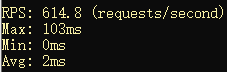 RPS: 614.8 (requests/second)
Max: 103ms
Min: 0ms
Avg: 2ms